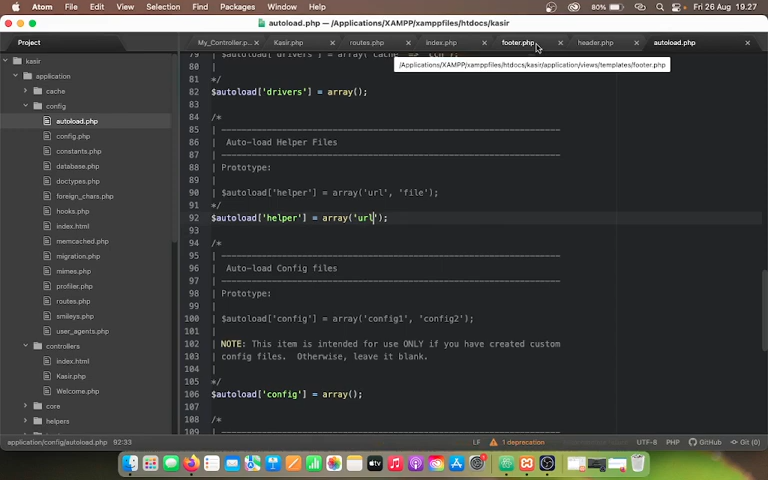 Atom File Edit View Selection Find Packages Window Help 80% Fri 26 Aug 19.27
autoload.php — /Applications/XAMPP/xamppfiles/htdocs/kasir
Project
My_Controller.p...
Kasir.php
routes.php
index.php
footer.php
header.php
autoload.php
/Applications/XAMPP/xamppfiles/htdocs/kasir/application/views/templates/footer.php
kasir
application
cache
config
autoload.php
config.php
constants.php
database.php
doctypes.php
foreign_chars.php
hooks.php
index.html
memcached.php
migration.php
mimes.php
profiler.php
routes.php
smileys.php
user_agents.php
controllers
index.html
Kasir.php
Welcome.php
core
helpers
80 |
81 */
82 $autoload['drivers'] = array();
83
84 /*
85 |
86 | Auto-load Helper Files
87 |
88 | Prototype:
89 |
90 | $autoload['helper'] = array('url', 'file');
91 */
92 $autoload['helper'] = array('url');
93
94 /*
95 |
96 | Auto-load Config files
97 |
98 | Prototype:
99 |
100 | $autoload['config'] = array('config1', 'config2');
101 |
102 | NOTE: This item is intended for use ONLY if you have created custom
103 | config files. Otherwise, leave it blank.
104 |
105 */
106 $autoload['config'] = array();
107
108 /*
109 |
application/config/autoload.php 92:33
LF 1 deprecation UTF-8 PHP GitHub Git (0)